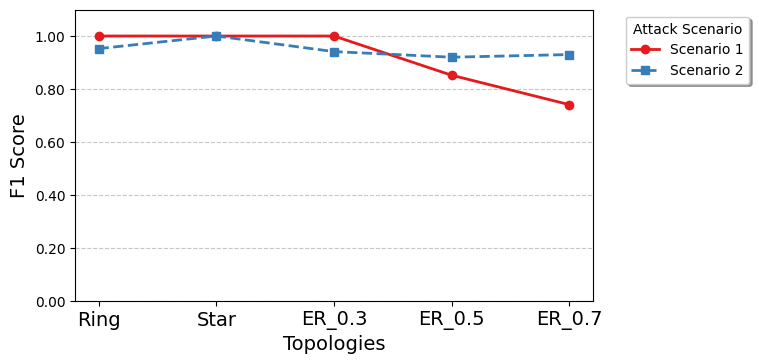 Attack Scenario
Scenario 1
Scenario 2
F1 Score
1.00
0.80
0.60
0.40
0.20
0.00
Ring Star ER_0.3 ER_0.5 ER_0.7
Topologies